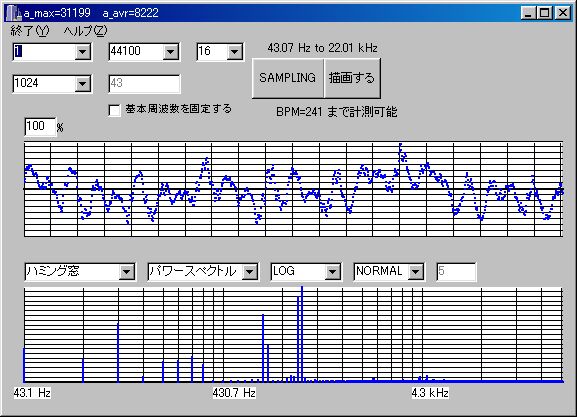 a_max=31199 a_avr=8222
終了(Y) ヘルプ(Z)
1 44100 16 43.07 Hz to 22.01 kHz
1024 43 SAMPLING 描画する
基本周波数を固定する BPM=241 まで計測可能
100 %
ハミング窓 パワースペクトル LOG NORMAL 5
43.1 Hz 430.7 Hz 4.3 kHz